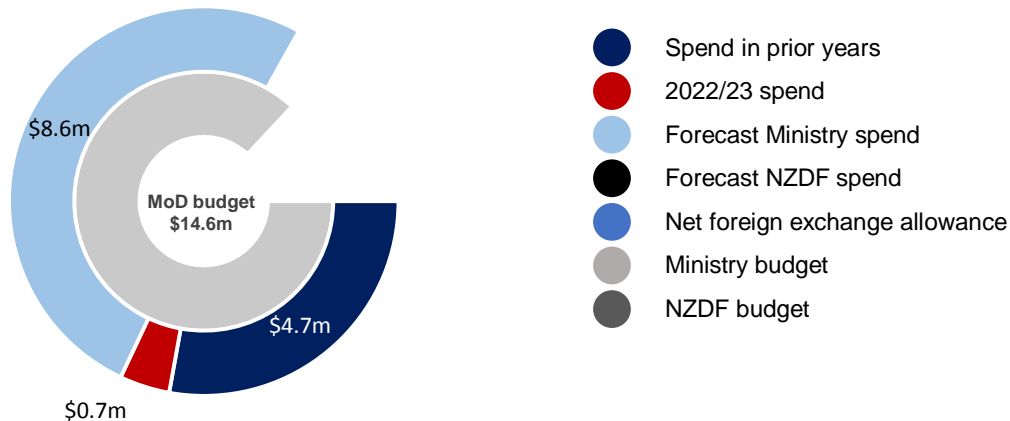 $8.6m
MoD budget
$14.6m
$4.7m
$0.7m
Spend in prior years
2022/23 spend
Forecast Ministry spend
Forecast NZDF spend
Net foreign exchange allowance
Ministry budget
NZDF budget